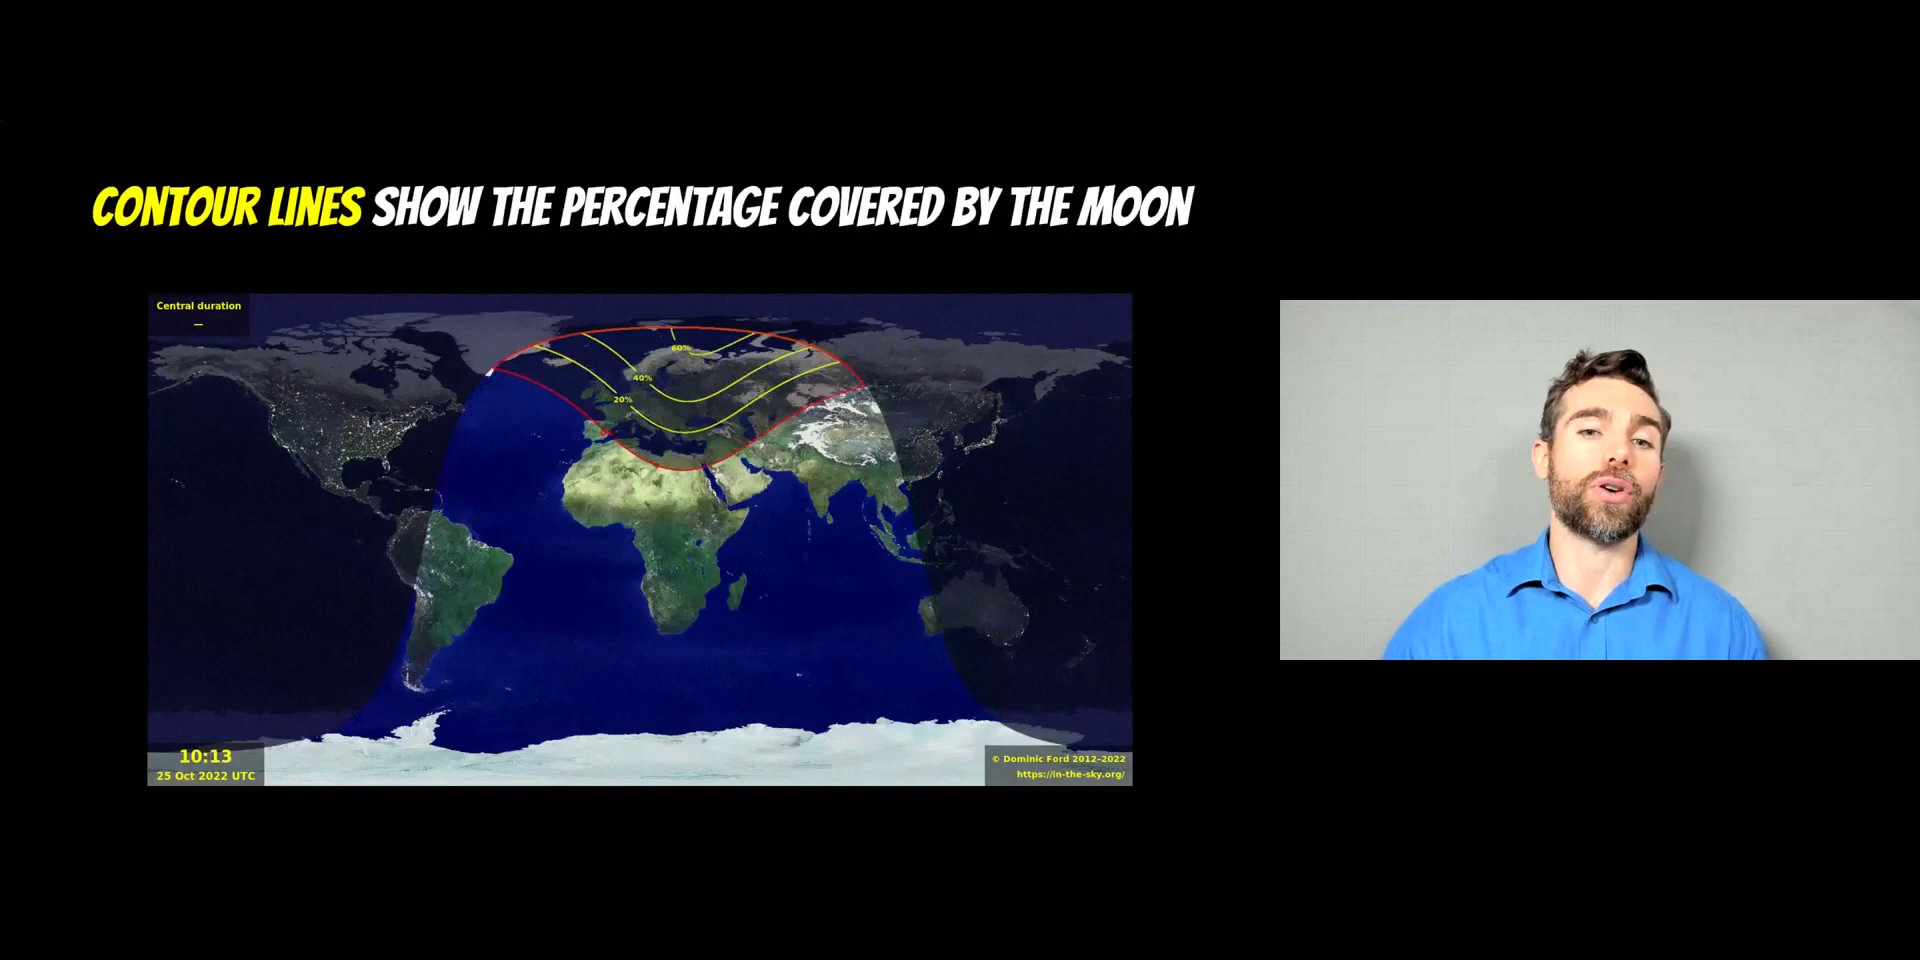 CONTOUR LINES SHOW THE PERCENTAGE COVERED BY THE MOON
Central duration
—
60%
40%
20%
10:13
25 Oct 2022 UTC
© Dominic Ford 2012–2022
https://in-the-sky.org/